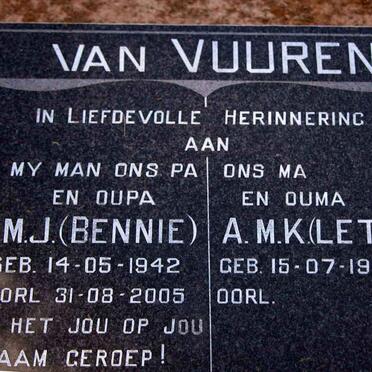 VAN VUUREN
IN LIEFDEVOLLE HERINNERING
AAN
MY MAN ONS PA
EN OUPA
M.J. (BENNIE)
GEB. 14-05-1942
OORL 31-08-2005
HET JOU OP JOU
NAAM GEROEP!
ONS MA
EN OUMA
A.M.K. (LET
GEB. 15-07-19
OORL.